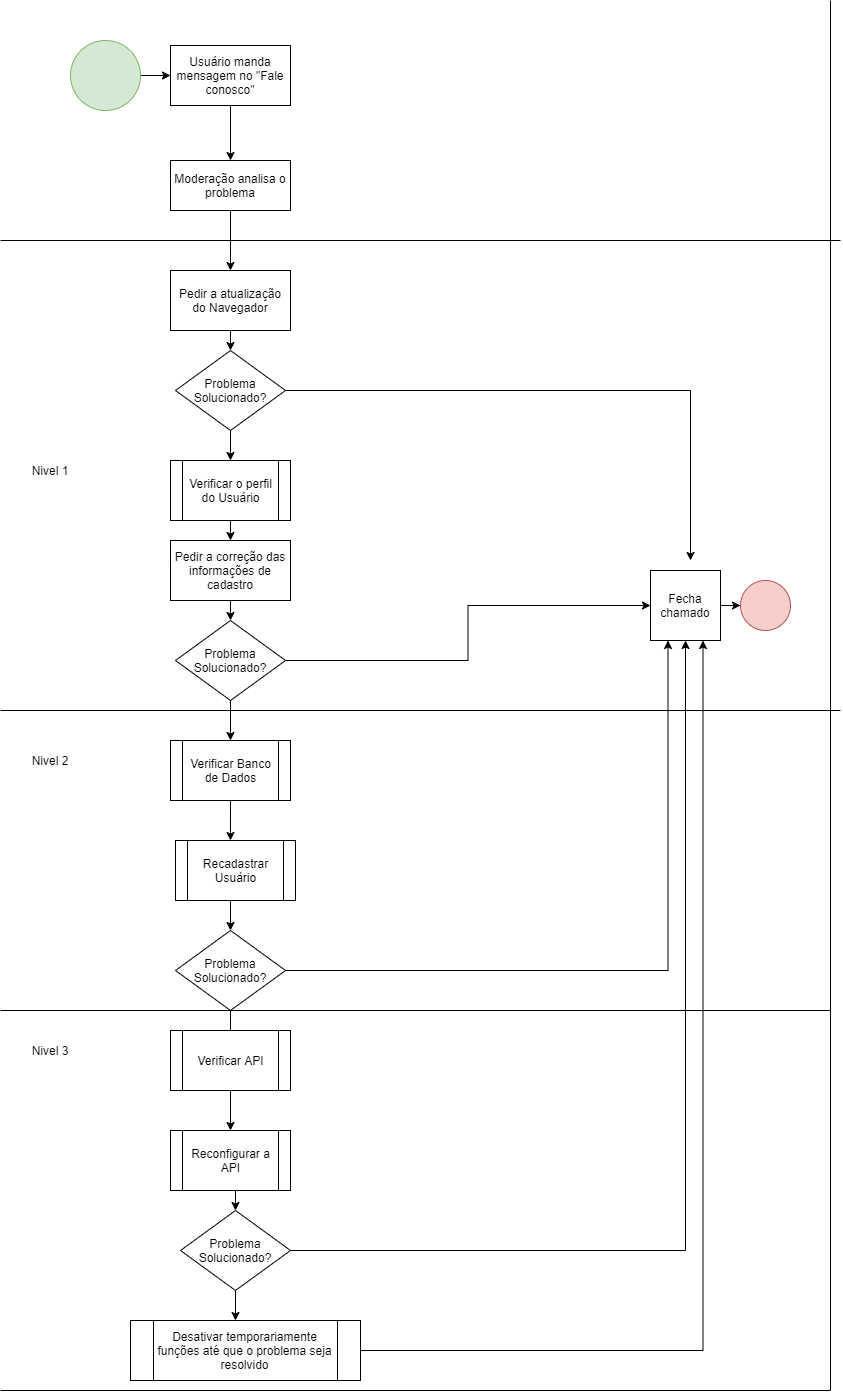 Usuário manda
mensagem no "Fale
conosco"
Moderação analisa o
problema
Pedir a atualização
do Navegador
Problema
Solucionado?
Nivel 1
Verificar o perfil
do Usuário
Pedir a correção das
informações de
cadastro
Fecha
chamado
Problema
Solucionado?
Nivel 2
Verificar Banco
de Dados
Recadastrar
Usuário
Problema
Solucionado?
Nivel 3
Verificar API
Reconfigurar a
API
Problema
Solucionado?
Desativar temporariamente
funções até que o problema seja
resolvido